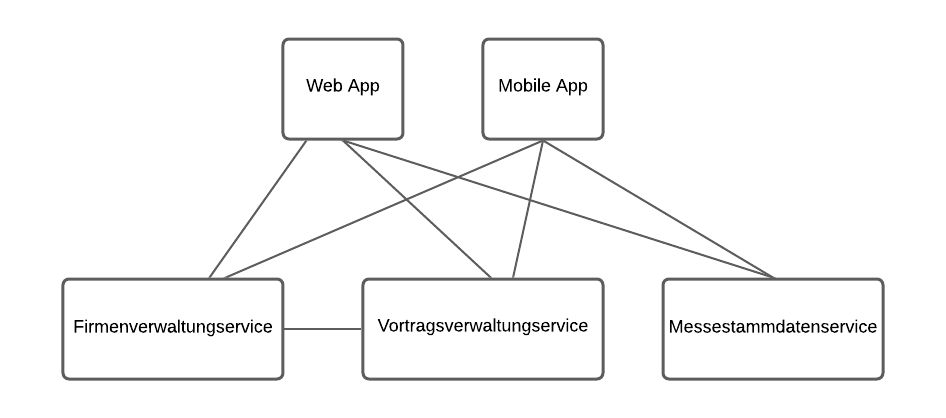 Web App
Mobile App
Firmenverwaltungservice
Vortragsverwaltungservice
Messestammdatenservice